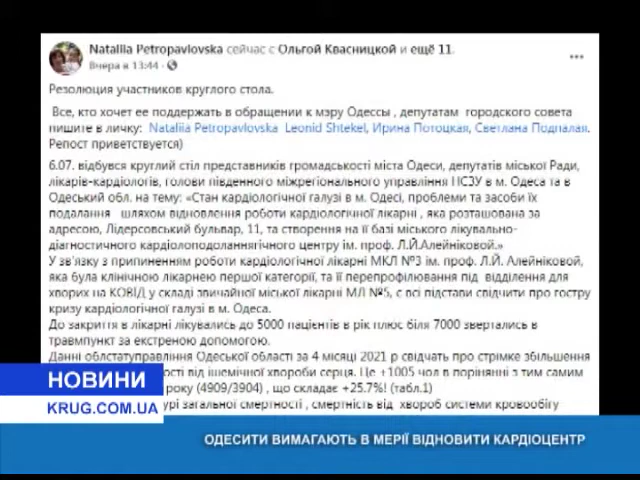 Nataliia Petropavlovska сейчас с Ольгой Квасницкой и ещё 11.
Вчера в 13:44 •
Резолюция участников круглого стола.
Все, кто хочет ее поддержать в обращении к мэру Одессы , депутатам городского совета
пишите в личку: Nataliia Petropavlovska Leonid Shtekel, Ирина Потоцкая, Светлана Подпалая.
Репост приветствуется)
6.07. відбувся круглий стіл представників громадськості міста Одеси, депутатів міської Ради,
лікарів-кардіологів, голови південного міжрегіонального управління НСЗУ в м. Одеса та в
Одеський обл. на тему: «Стан кардіологічної галузі в м. Одесі, проблеми та засоби їх
подалання шляхом відновлення роботи кардіологічної лікарні , яка розташована за
адресою, Лідерсовський бульвар, 11, та створення на її базі міського лікувально-
діагностичного кардіолоподоланнягічного центру ім. проф. Л.Й.Алейнікової.»
У зв'язку з припиненням роботи кардіологічної лікарні МКЛ №3 ім. проф. Л.Й. Алейніковой,
яка була клінічною лікарнею першої категорії, та її перепрофілювання під відділення для
хворих на КОВІД у складі звичайної міської лікарні МЛ №5, є всі підстави свідчити про гостру
кризу кардіологічної галузі в м. Одеса.
До закриття в лікарні лікувались до 5000 пацієнтів в рік плюс біля 7000 звертались в
травмпункт за екстреною допомогою.
Данні облстатуправління Одеської області за 4 місяці 2021 р свідчать про стрімке збільшення
ості від ішемічної хвороби серця. Це +1005 чол в порінянні з тим самим
року (4909/3904) , що складає +25.7%! (табл.1)
урі загальної смертності , смертність від хвороб системи кровообігу
НОВИНИ
KRUG.COM.UA
ОДЕСИТИ ВИМАГАЮТЬ В МЕРІЇ ВІДНОВИТИ КАРДІОЦЕНТР